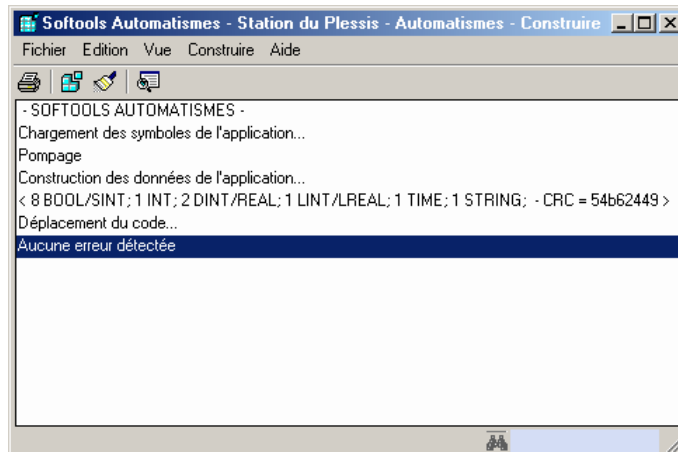 Softools Automatismes - Station du Plessis - Automatismes - Construire
Fichier Edition Vue Construire Aide
- SOFTOOLS AUTOMATISMES -
Chargement des symboles de l'application...
Pompage
Construction des données de l'application...
< 8 BOOL/SINT; 1 INT; 2 DINT/REAL; 1 LINT/LREAL; 1 TIME; 1 STRING; - CRC = 54b62449 >
Déplacement du code...
Aucune erreur détectée